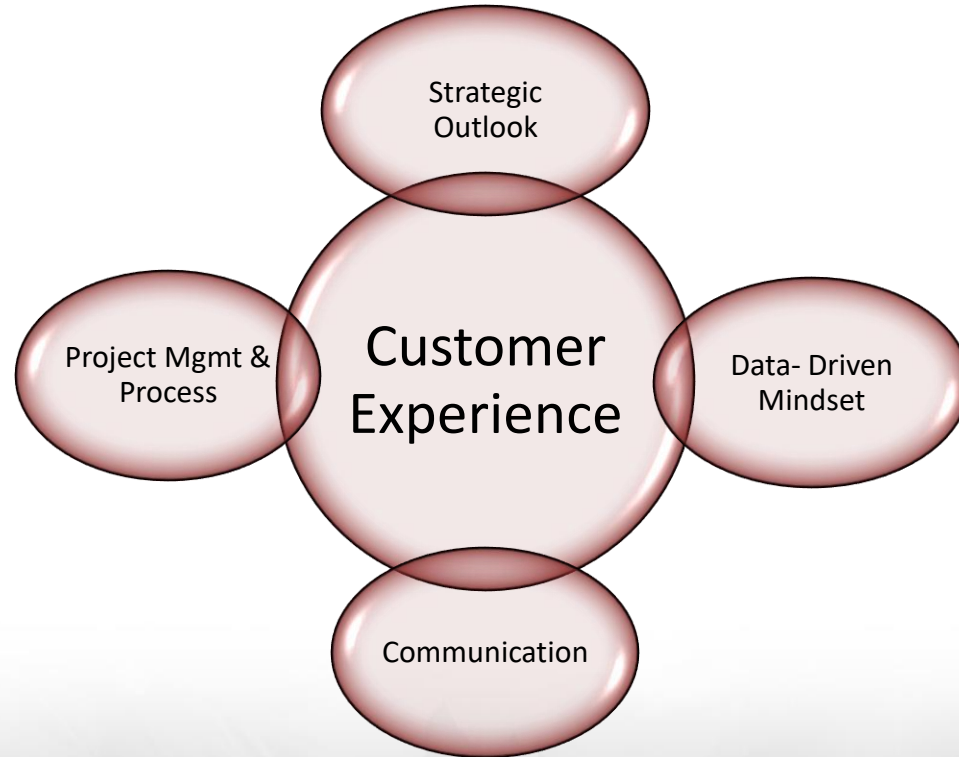 Strategic
Outlook
Project Mgmt &
Process
Customer
Experience
Data- Driven
Mindset
Communication